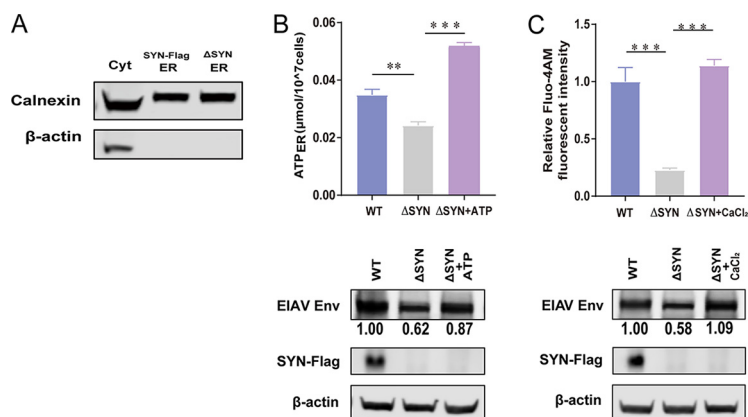 A
Cyt
SYN-Flag
ER
ΔSYN
ER
Calnexin
β-actin
B
ATP_ER (μmol/10^7cells)
0.06
0.04
0.02
0.00
**
***
WT
ΔSYN
ΔSYN+ATP
WT
ΔSYN
ΔSYN
+
ATP
EIAV Env
1.00 0.62 0.87
SYN-Flag
β-actin
C
Relative Fluo-4AM
fluorescent intensity
1.5
1.0
0.5
0.0
***
***
WT
ΔSYN
ΔSYN+CaCl₂
WT
ΔSYN
ΔSYN
+
CaCl₂
EIAV Env
1.00 0.58 1.09
SYN-Flag
β-actin